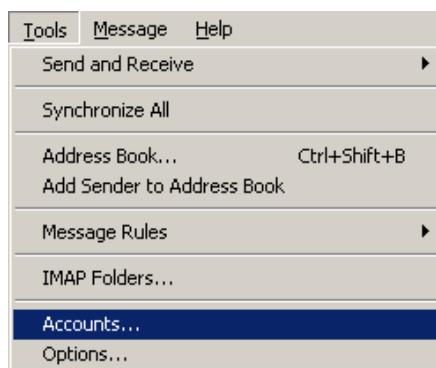 Tools Message Help
Send and Receive
Synchronize All
Address Book... Ctrl+Shift+B
Add Sender to Address Book
Message Rules
IMAP Folders...
Accounts...
Options...